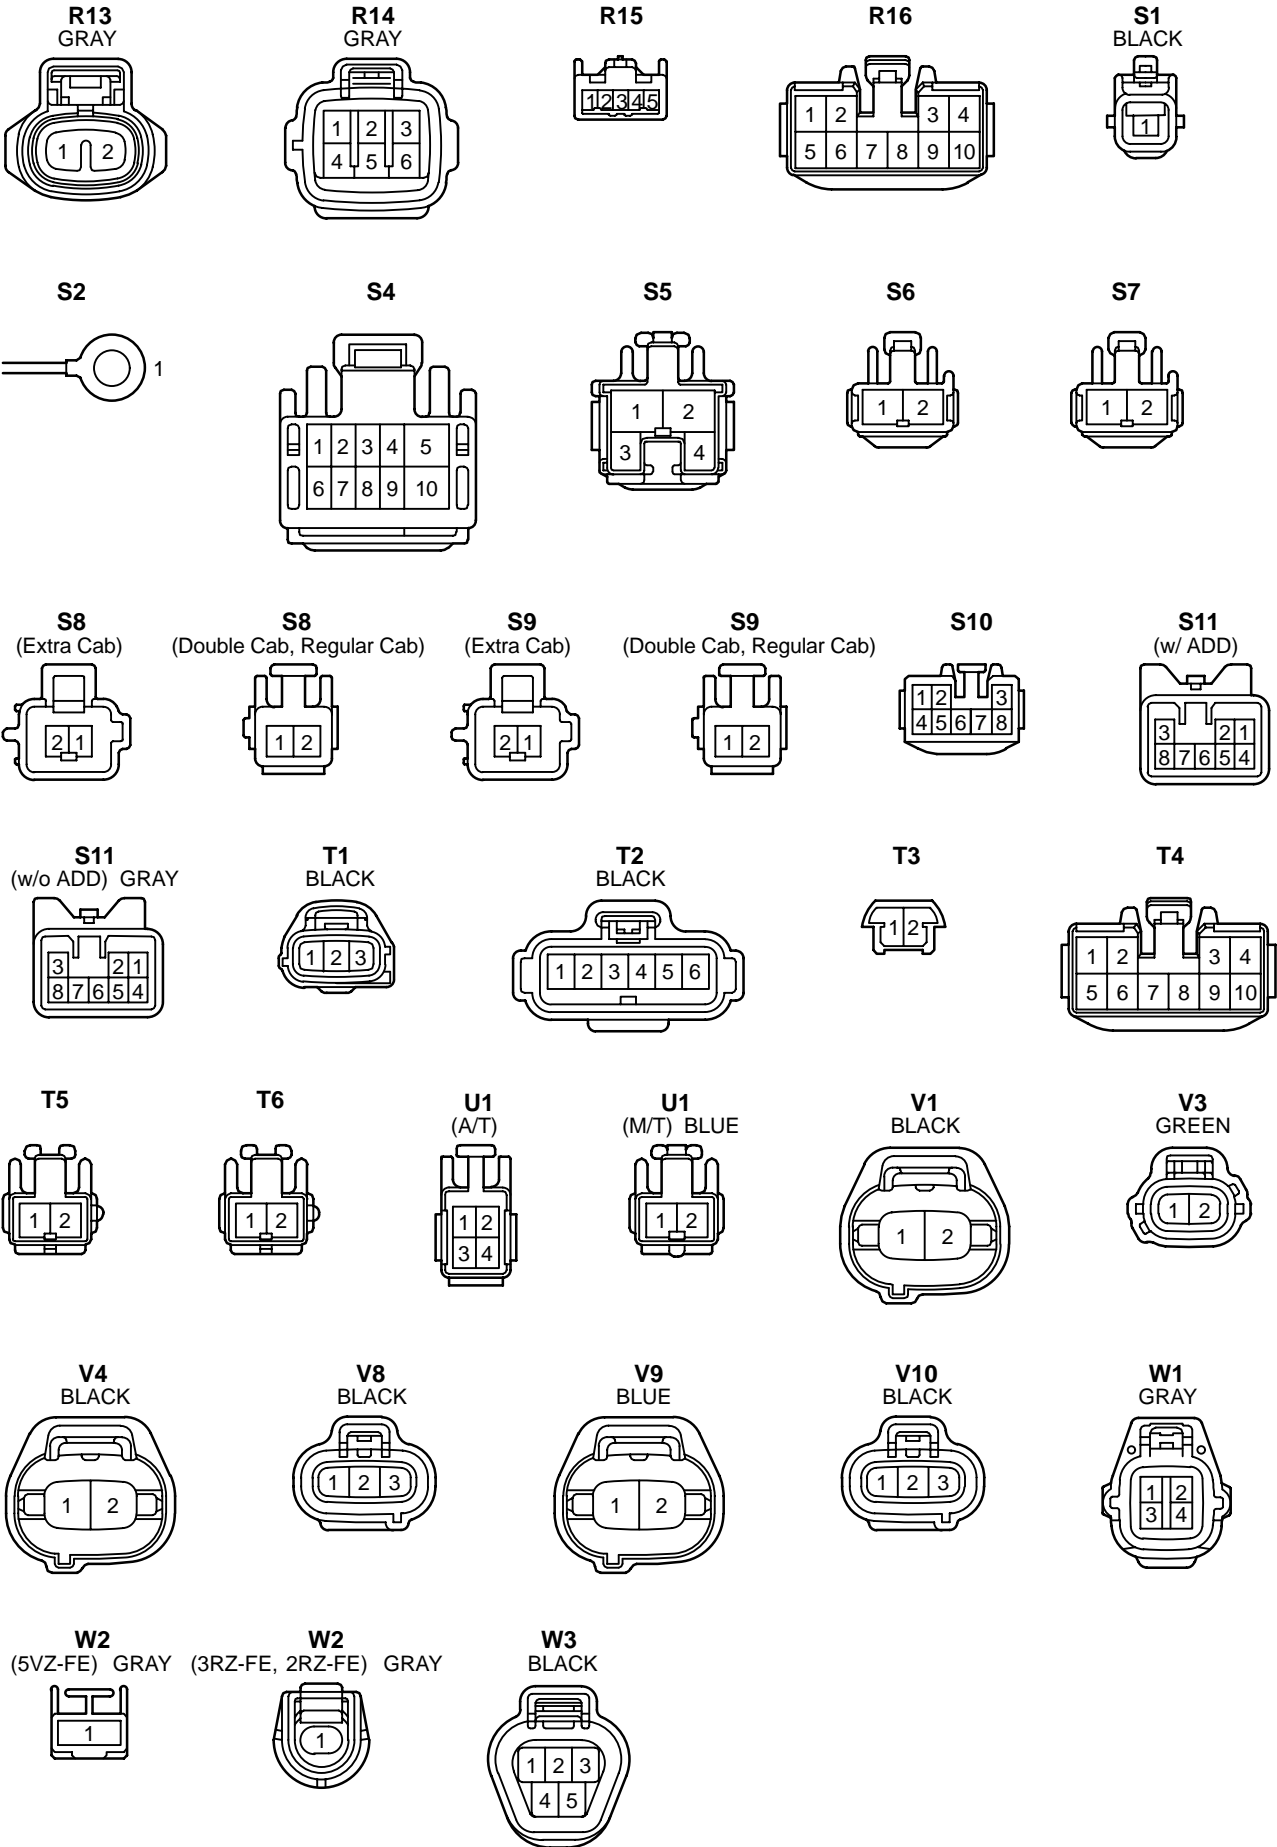 R13 R14 R15 R16 S1
GRAY GRAY BLACK
1 2
1 2 3
4 5 6
1 2 3 4 5
1 2 3 4
5 6 7 8 9 10
1
S2 S4 S5 S6 S7
1
1 2 3 4 5
6 7 8 9 10
1 2
3 4
1 2
1 2
S8 S8 S9 S9 S10 S11
(Extra Cab) (Double Cab, Regular Cab) (Extra Cab) (Double Cab, Regular Cab) (w/ ADD)
2 1
1 2
2 1
1 2
1 2 3
4 5 6 7 8
3 2 1
8 7 6 5 4
S11 T1 T2 T3 T4
(w/o ADD) GRAY BLACK BLACK
3 2 1
8 7 6 5 4
1 2 3
1 2 3 4 5 6
1 2
1 2 3 4
5 6 7 8 9 10
T5 T6 U1 U1 V1 V3
(A/T) (M/T) BLUE BLACK GREEN
1 2
1 2
1 2
3 4
1 2
1 2
1 2
V4 V8 V9 V10 W1
BLACK BLACK BLUE BLACK GRAY
1 2
1 2 3
1 2
1 2 3
1 2
3 4
W2 W2 W3
(5VZ-FE) GRAY (3RZ-FE, 2RZ-FE) GRAY BLACK
1
1
1 2 3
4 5